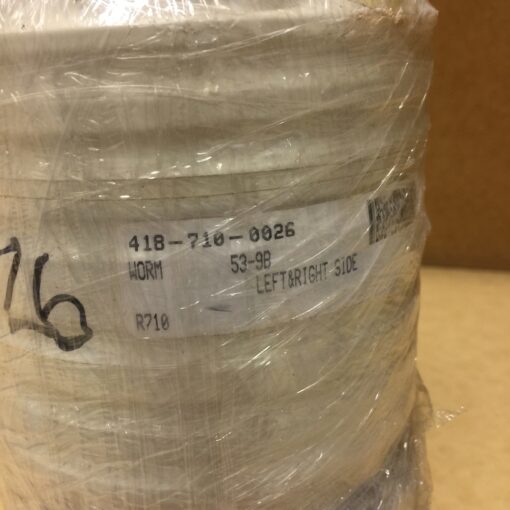 418-710-0026
WORM 53-9B
LEFT&RIGHT SIDE
R710
76